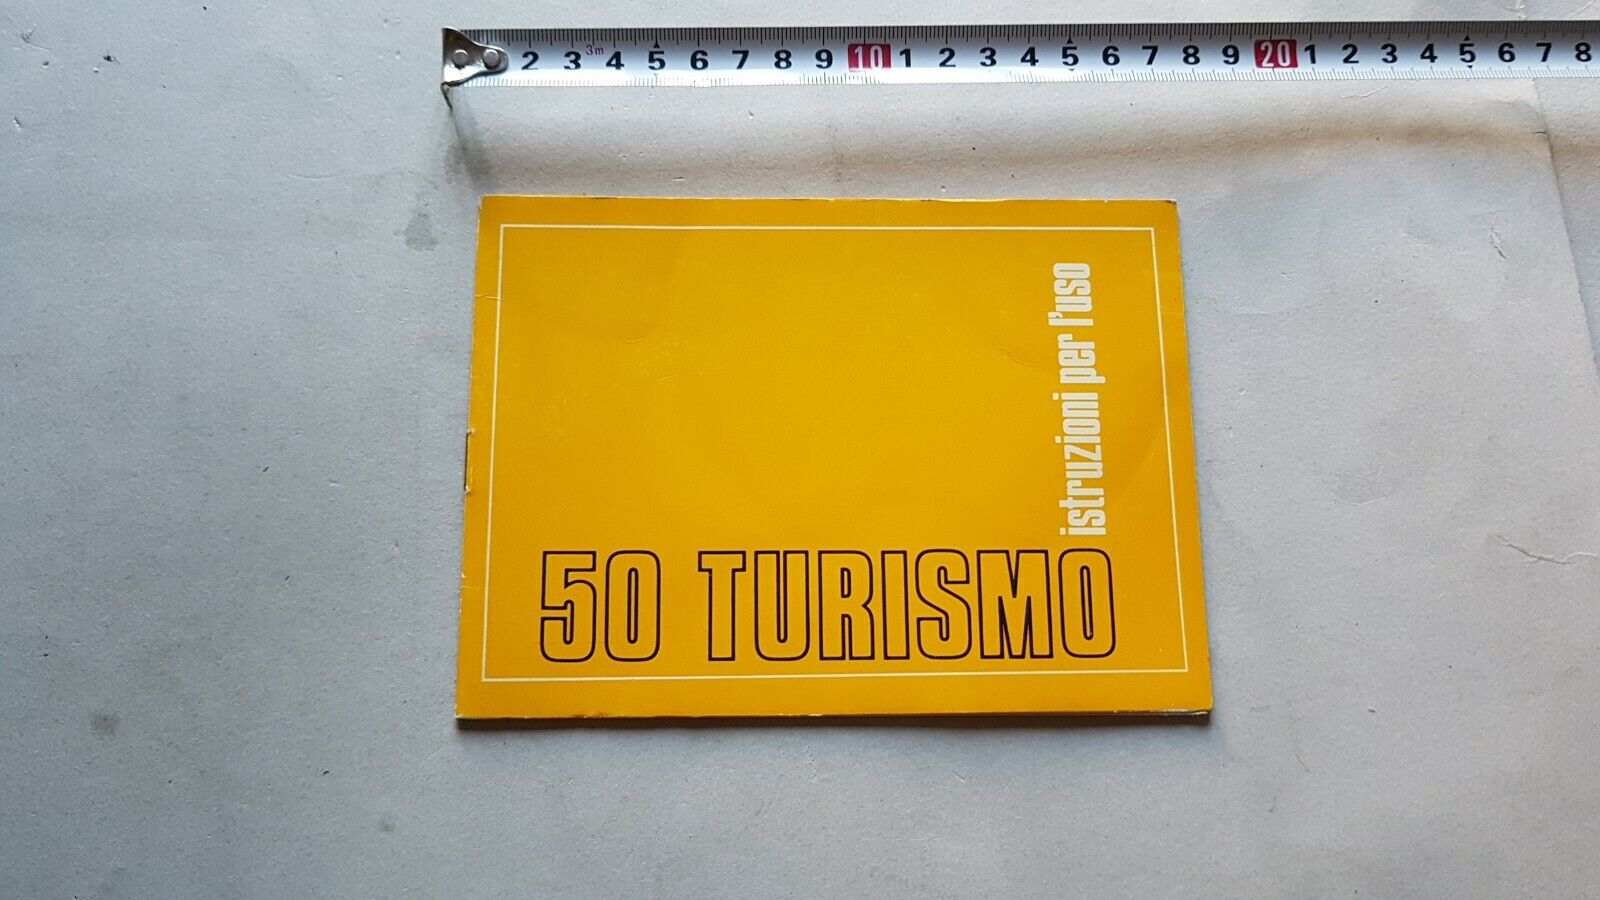 2 3 3m 4 5 6 7 8 9 10 1 2 3 4 5 6 7 8 9 20 1 2 3 4 5 6 7 8
istruzioni per l'uso
50 TURISMO